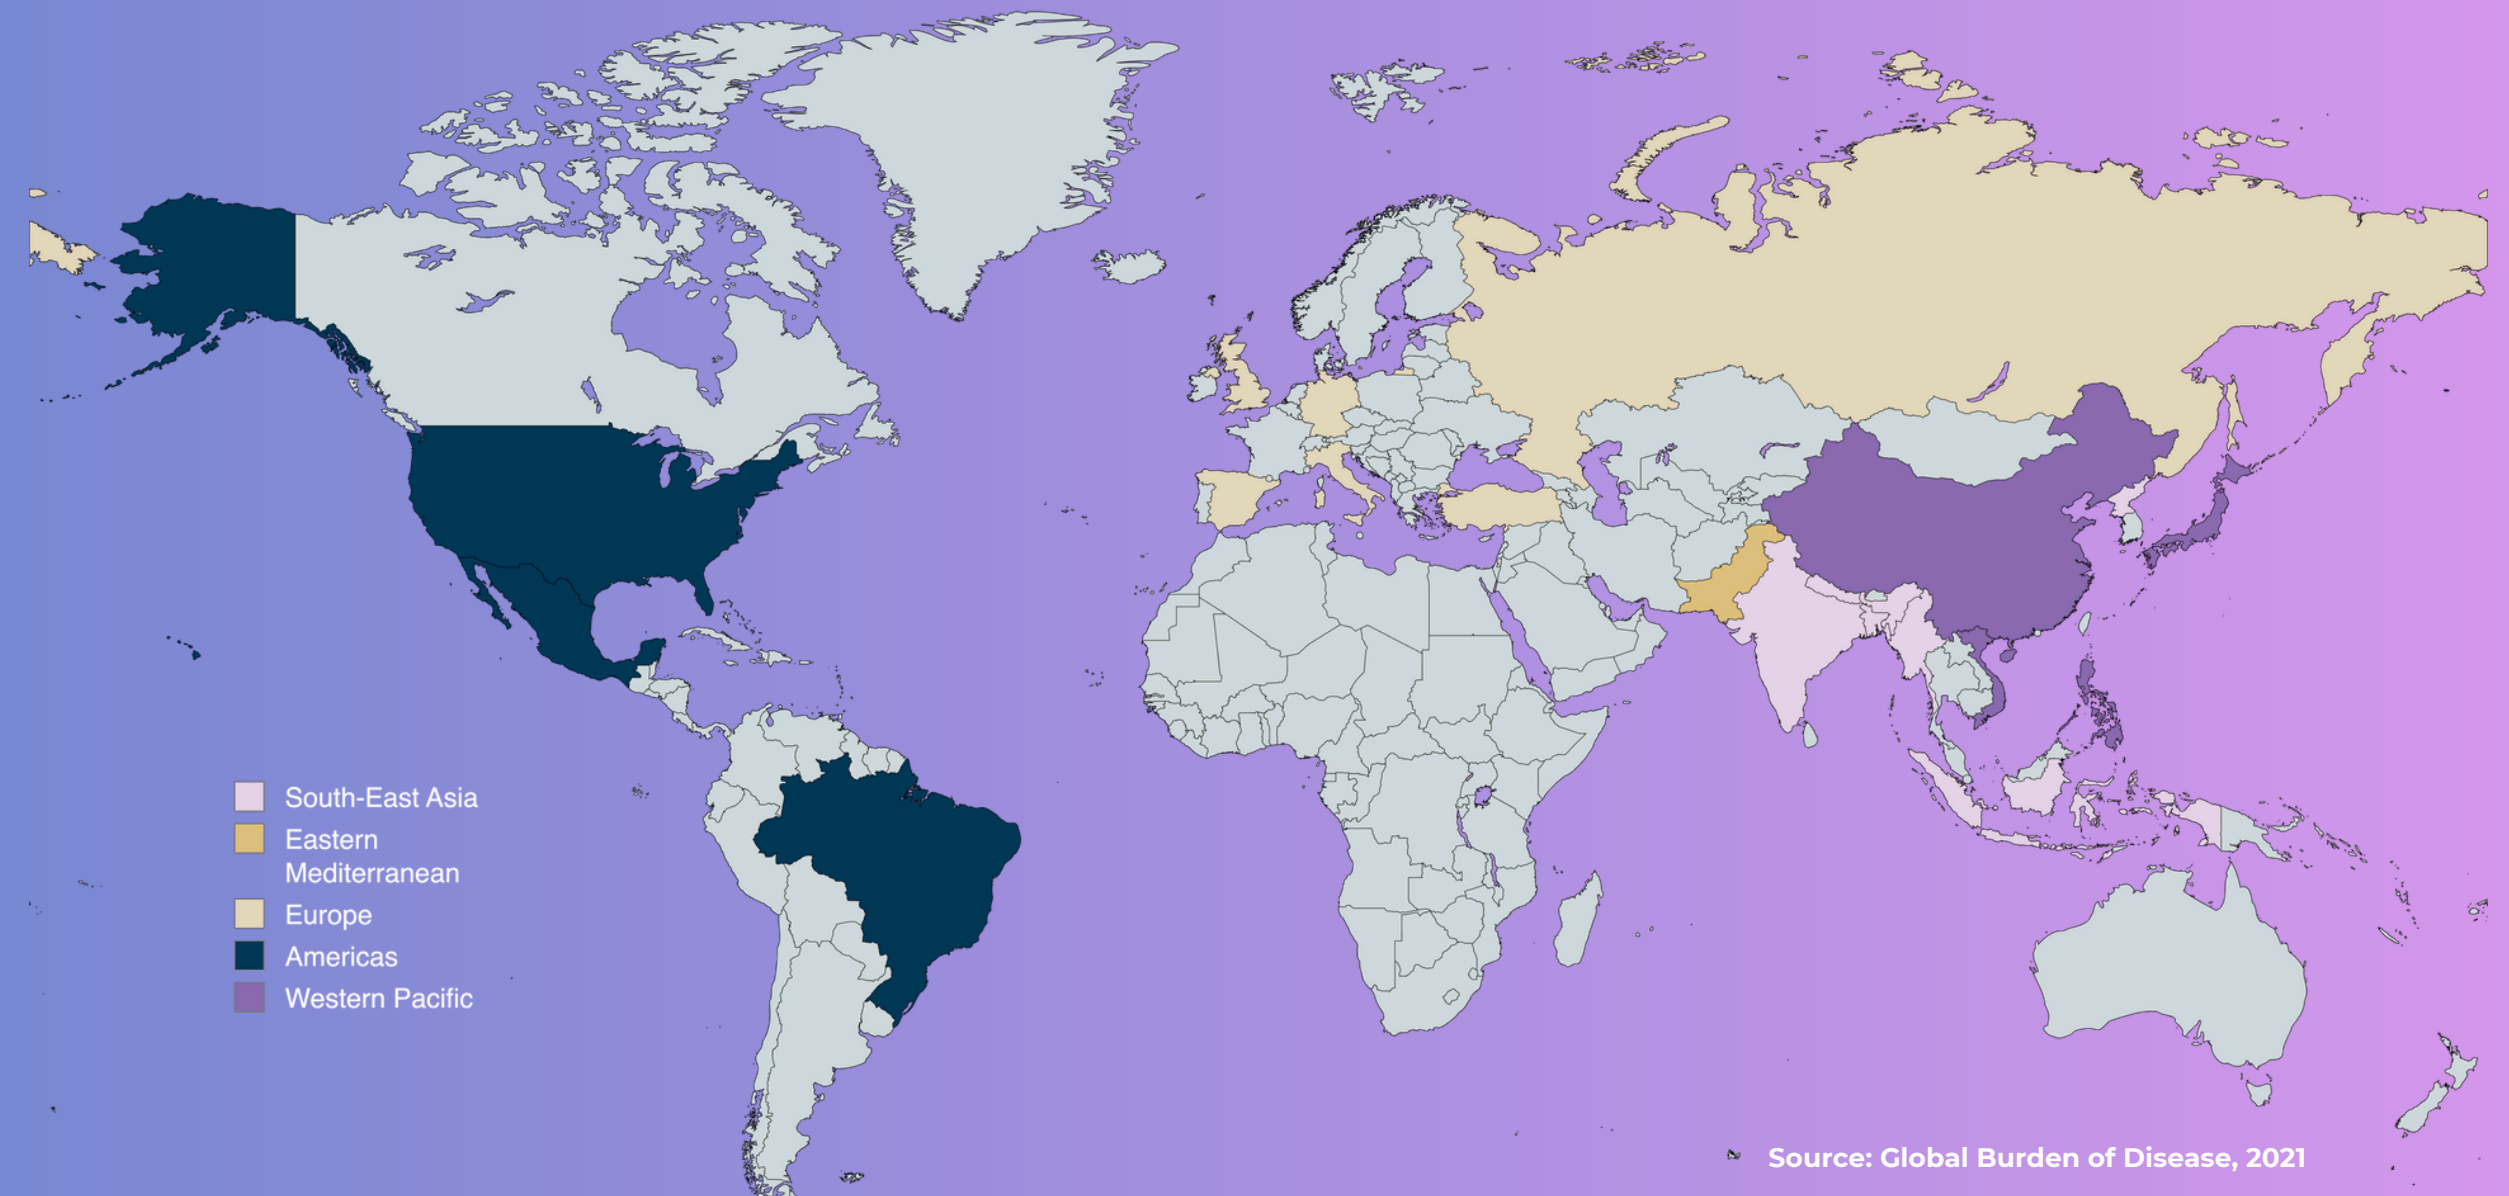 South-East Asia
Eastern
Mediterranean
Europe
Americas
Western Pacific
Source: Global Burden of Disease, 2021